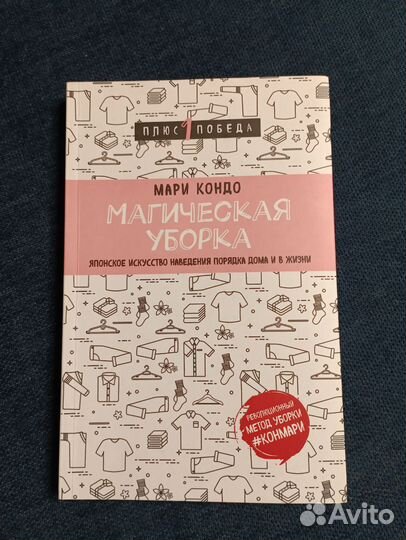 ПЛЮС 1 ПОБЕДА
МАРИ КОНДО
МАГИЧЕСКАЯ
УБОРКА
ЯПОНСКОЕ ИСКУССТВО НАВЕДЕНИЯ ПОРЯДКА ДОМА И В ЖИЗНИ
РЕВОЛЮЦИОННЫЙ
МЕТОД УБОРКИ
#КОНМАРИ
Avito